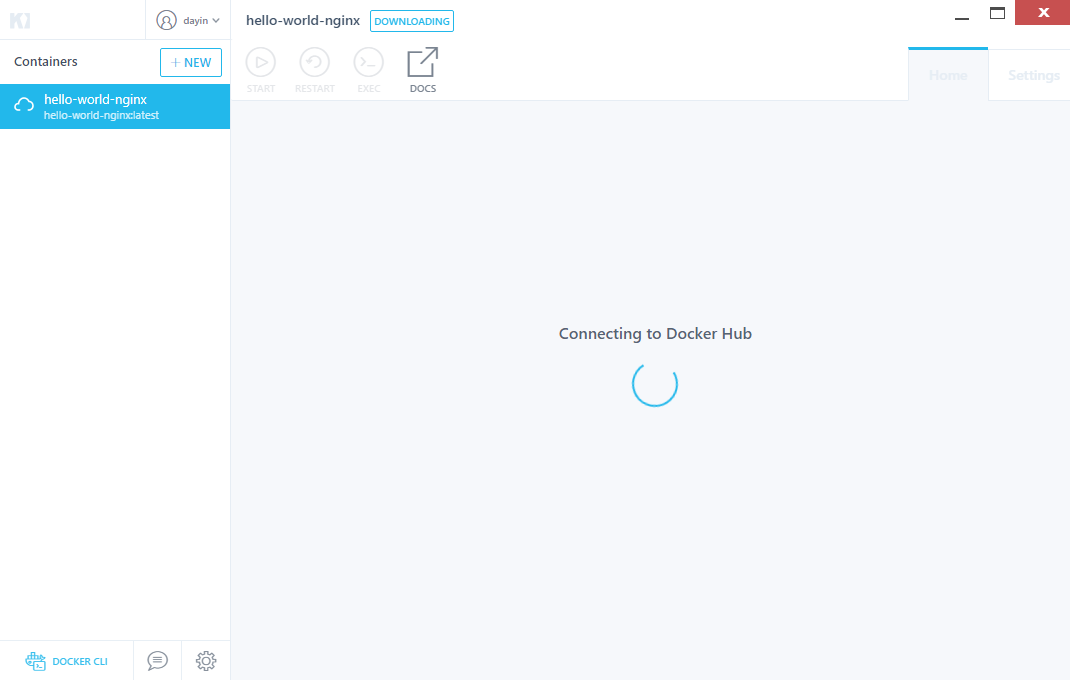 dayin
hello-world-nginx DOWNLOADING
Containers
+ NEW
hello-world-nginx
hello-world-nginx:latest
START RESTART EXEC DOCS
Home Settings
Connecting to Docker Hub
DOCKER CLI